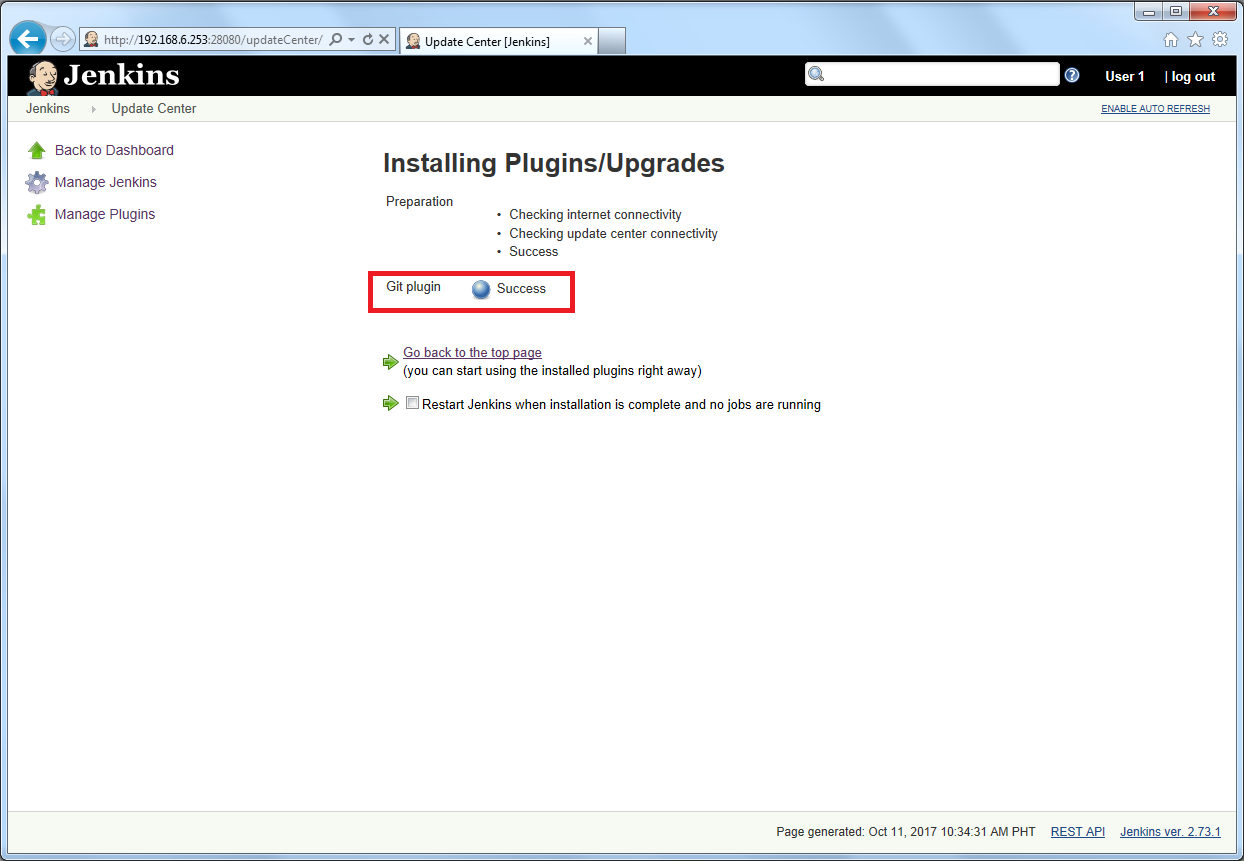 http://192.168.6.253:28080/updateCenter/
Update Center [Jenkins]
Jenkins
User 1 | log out
Jenkins Update Center
ENABLE AUTO REFRESH
Back to Dashboard
Manage Jenkins
Manage Plugins
Installing Plugins/Upgrades
Preparation
• Checking internet connectivity
• Checking update center connectivity
• Success
Git plugin Success
Go back to the top page
(you can start using the installed plugins right away)
Restart Jenkins when installation is complete and no jobs are running
Page generated: Oct 11, 2017 10:34:31 AM PHT REST API Jenkins ver. 2.73.1